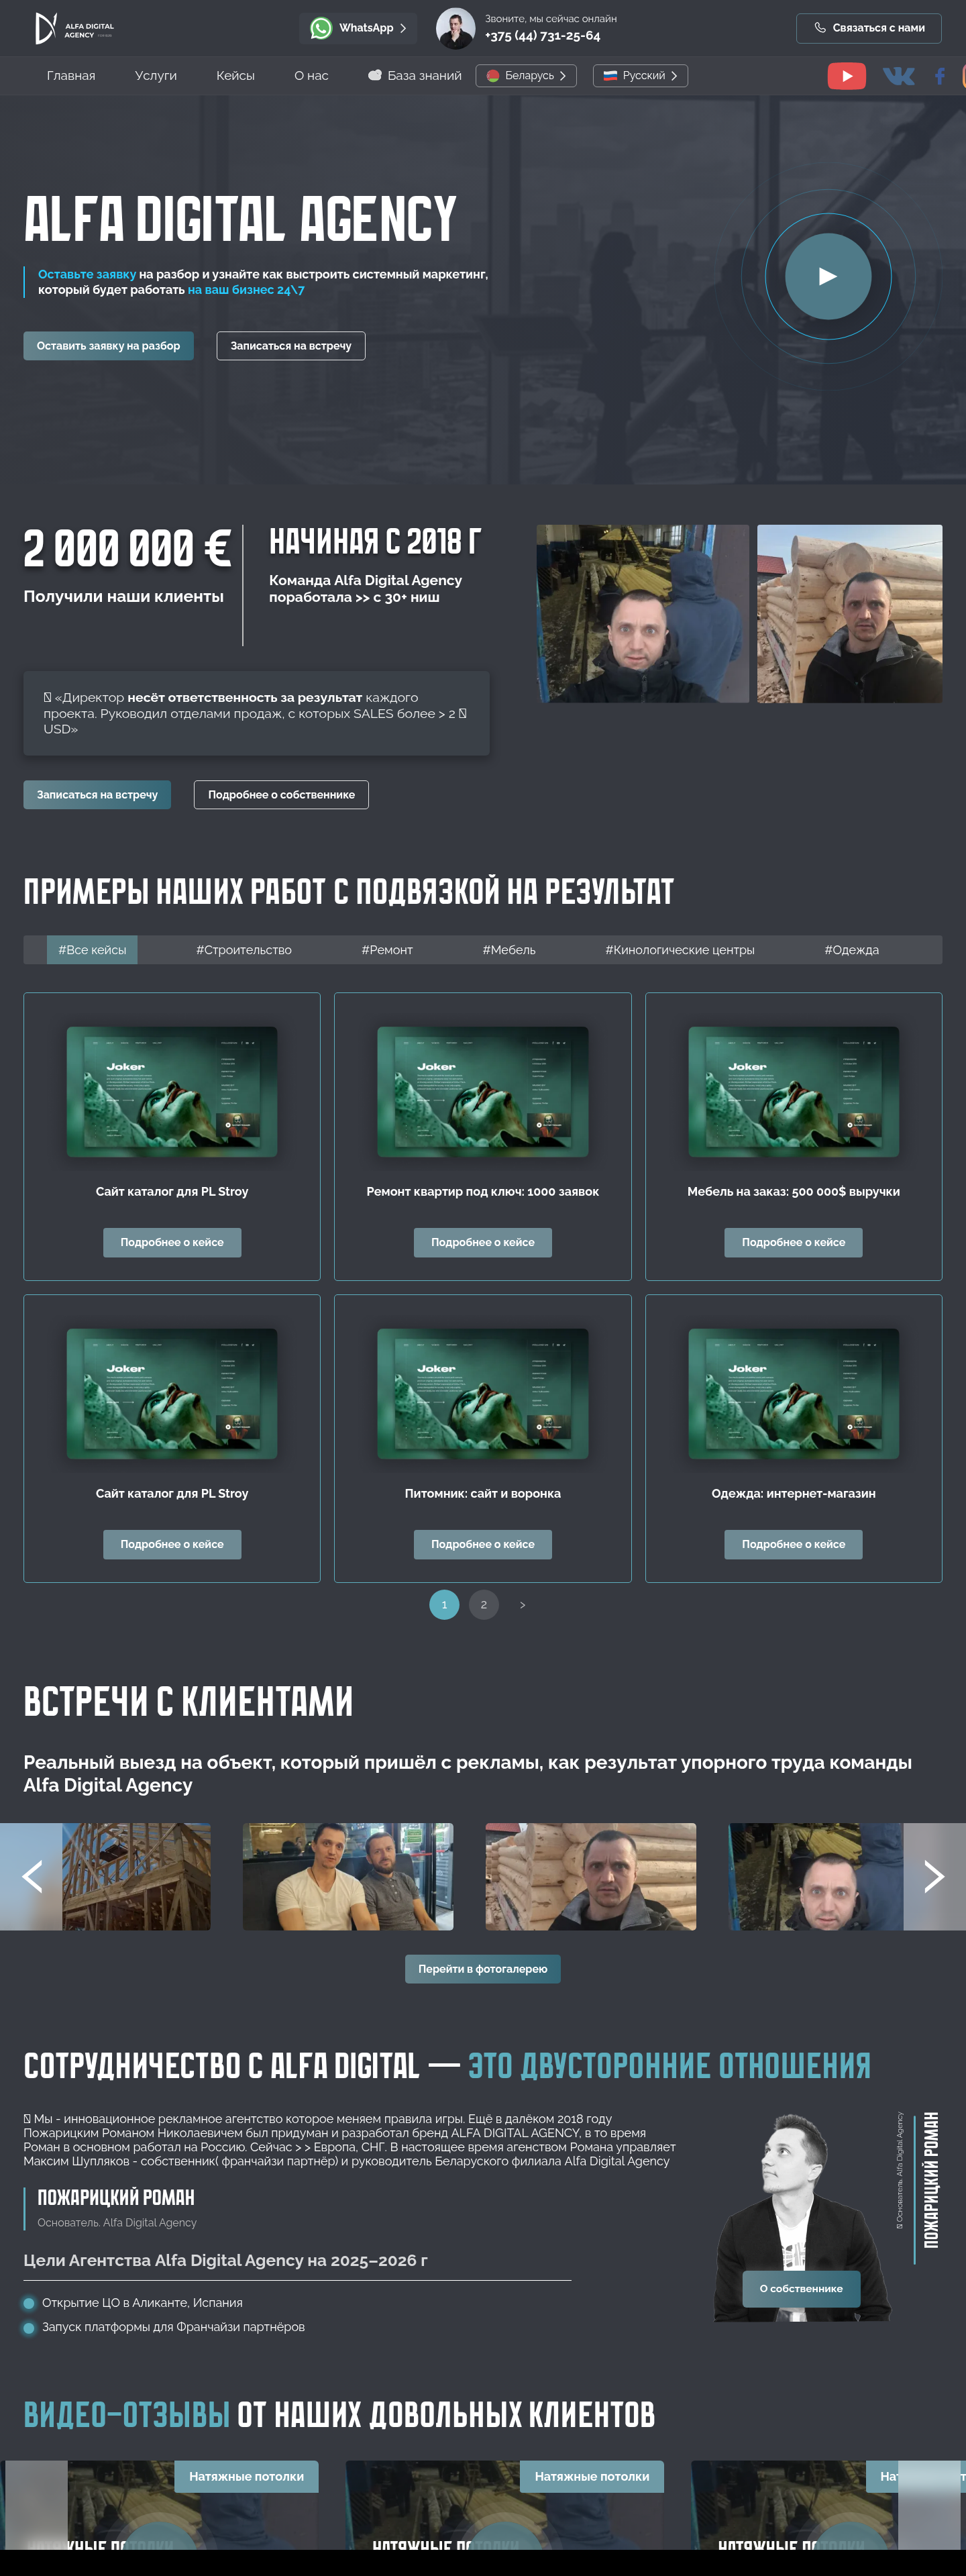 ALFA DIGITAL
AGENCY
WhatsApp
Звоните, мы сейчас онлайн
+375 (44) 731-25-64
Связаться с нами
Главная
Услуги
Кейсы
О нас
База знаний
Беларусь
Русский
ALFA DIGITAL AGENCY
Оставьте заявку на разбор и узнайте как выстроить системный маркетинг,
который будет работать на ваш бизнес 24\7
Оставить заявку на разбор
Записаться на встречу
2 000 000 €
Получили наши клиенты
НАЧИНАЯ С 2018 Г
Команда Alfa Digital Agency
поработала >> с 30+ ниш
«Директор несёт ответственность за результат каждого
проекта. Руководил отделами продаж, с которых SALES более > 2
USD»
Записаться на встречу
Подробнее о собственнике
ПРИМЕРЫ НАШИХ РАБОТ С ПОДВЯЗКОЙ НА РЕЗУЛЬТАТ
#Все кейсы
#Строительство
#Ремонт
#Мебель
#Кинологические центры
#Одежда
Joker
Joker
Joker
Сайт каталог для PL Stroy
Ремонт квартир под ключ: 1000 заявок
Мебель на заказ: 500 000$ выручки
Подробнее о кейсе
Подробнее о кейсе
Подробнее о кейсе
Joker
Joker
Joker
Сайт каталог для PL Stroy
Питомник: сайт и воронка
Одежда: интернет-магазин
Подробнее о кейсе
Подробнее о кейсе
Подробнее о кейсе
1
2
>
ВСТРЕЧИ С КЛИЕНТАМИ
Реальный выезд на объект, который пришёл с рекламы, как результат упорного труда команды
Alfa Digital Agency
Перейти в фотогалерею
СОТРУДНИЧЕСТВО С ALFA DIGITAL — ЭТО ДВУСТОРОННИЕ ОТНОШЕНИЯ
Мы - инновационное рекламное агентство которое меняем правила игры. Ещё в далёком 2018 году
Пожарицким Романом Николаевичем был придуман и разработал бренд ALFA DIGITAL AGENCY, в то время
Роман в основном работал на Россию. Сейчас > > Европа, СНГ. В настоящее время агенством Романа управляет
Максим Шупляков - собственник( франчайзи партнёр) и руководитель Беларуского филиала Alfa Digital Agency
ПОЖАРИЦКИЙ РОМАН
Основатель. Alfa Digital Agency
Цели Агентства Alfa Digital Agency на 2025–2026 г
Открытие ЦО в Аликанте, Испания
Запуск платформы для Франчайзи партнёров
Основатель. Alfa Digital Agency
ПОЖАРИЦКИЙ РОМАН
О собственнике
ВИДЕО-ОТЗЫВЫ ОТ НАШИХ ДОВОЛЬНЫХ КЛИЕНТОВ
Натяжные потолки
Натяжные потолки
НАТЯЖНЫЕ ПОТОЛКИ
НАТЯЖНЫЕ ПОТОЛКИ